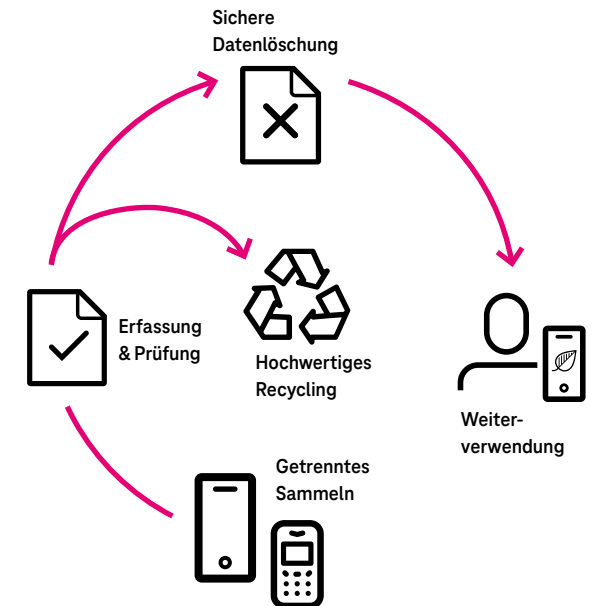 Sichere
Datenlöschung
Erfassung
& Prüfung
Hochwertiges
Recycling
Weiter-
verwendung
Getrenntes
Sammeln